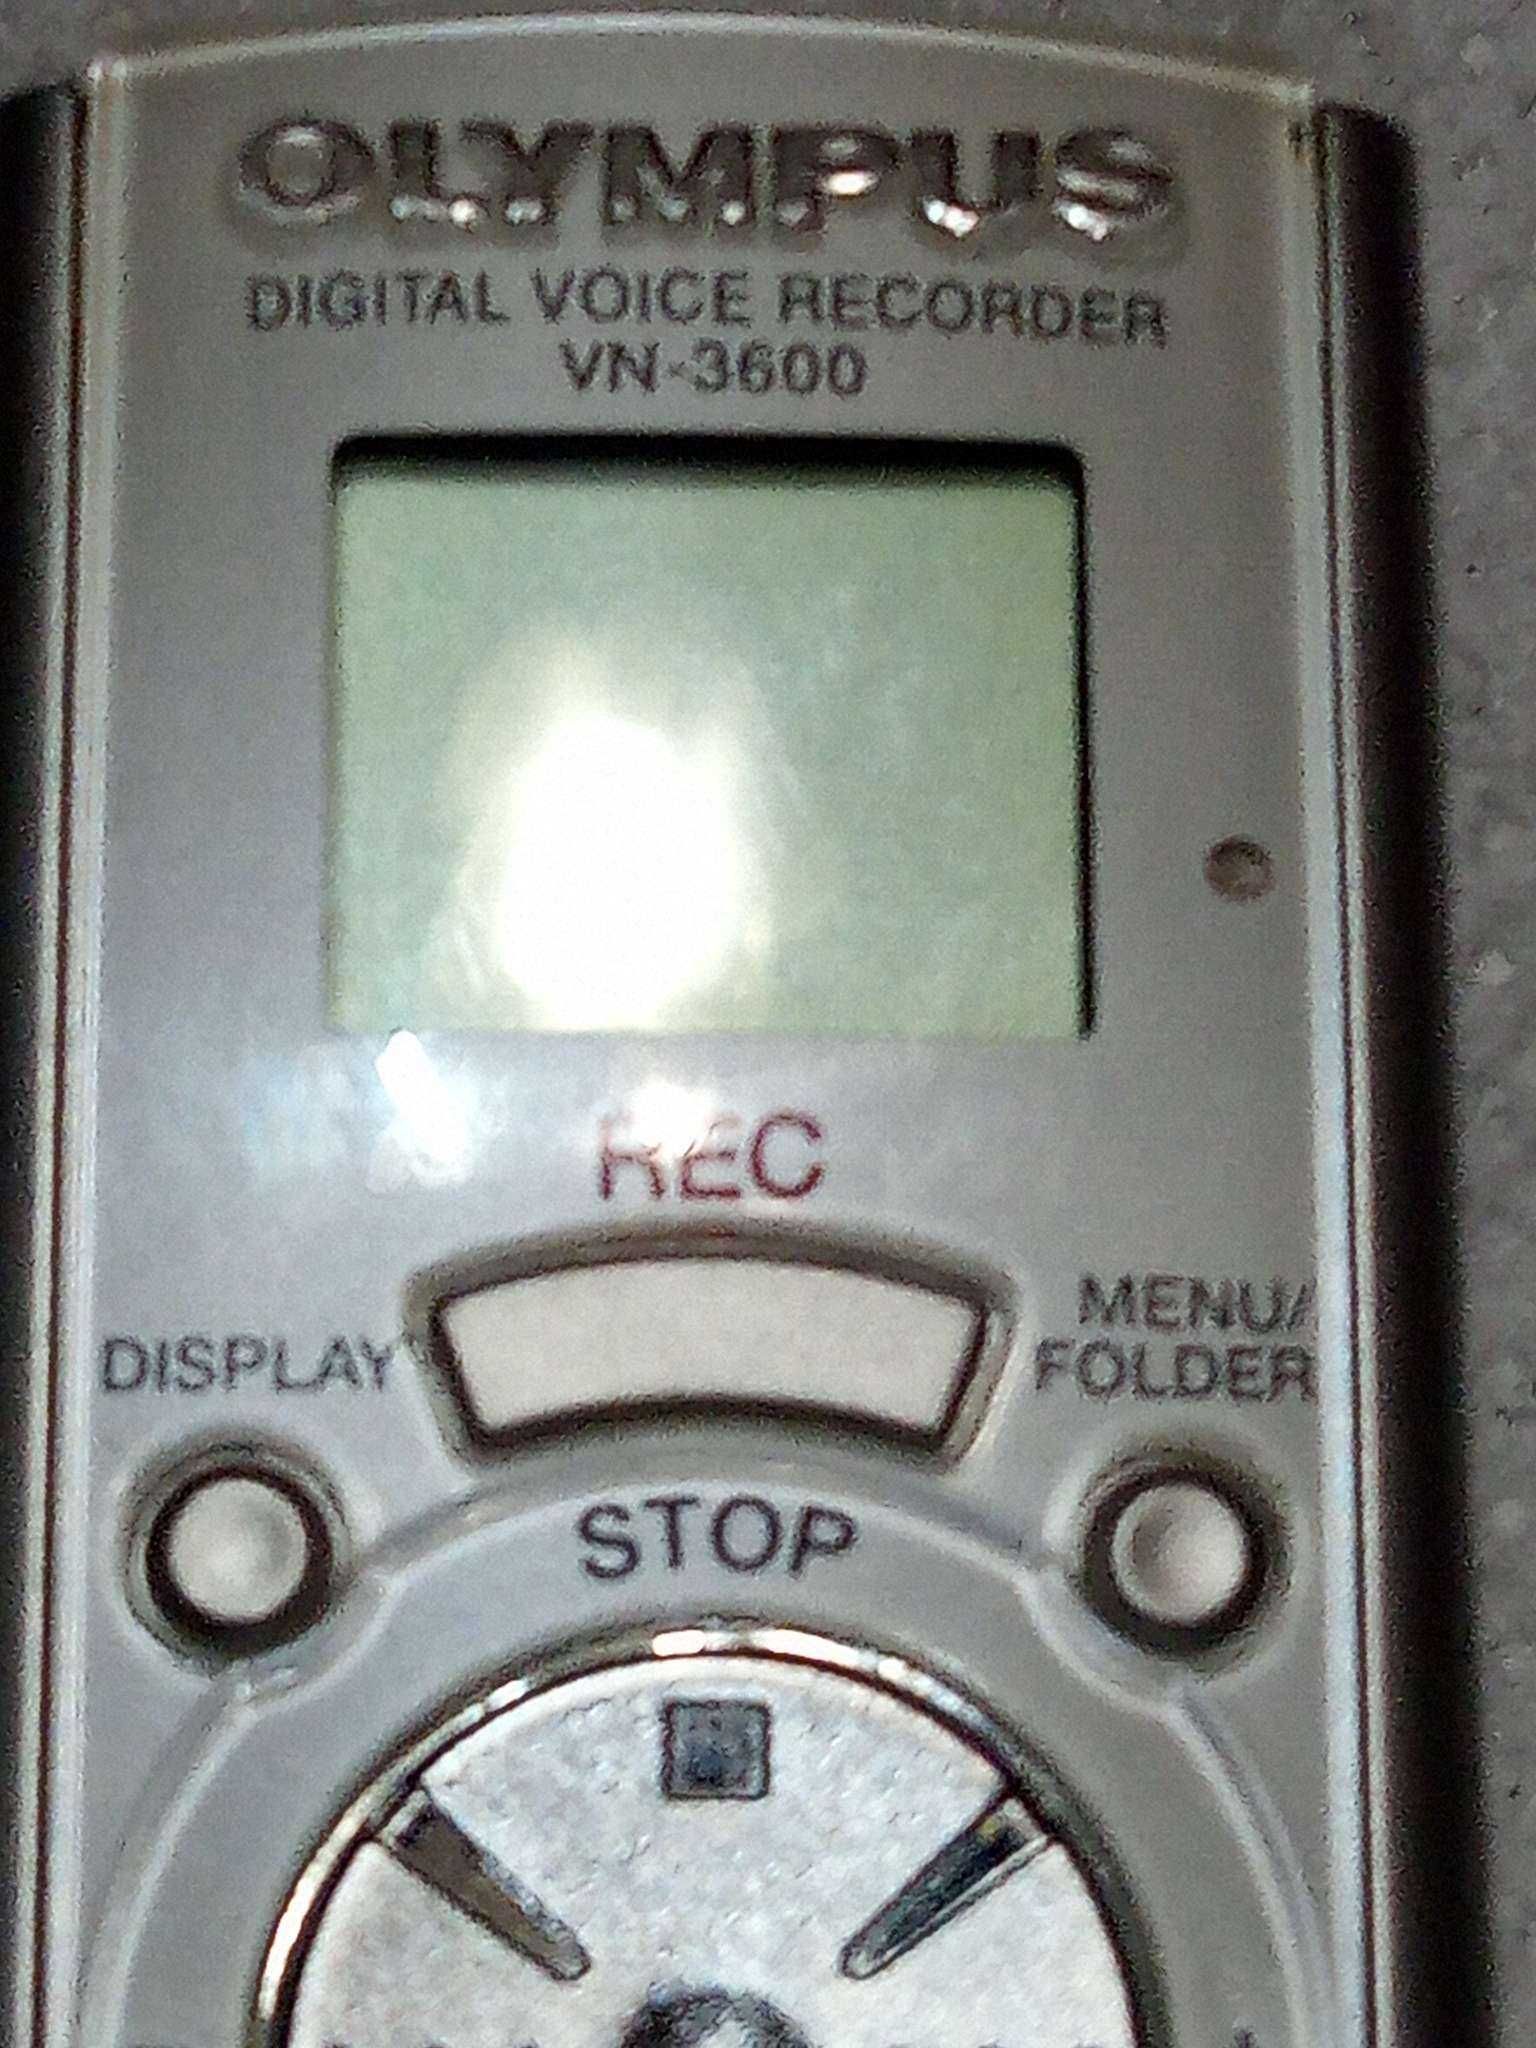 OLYMPUS
DIGITAL VOICE RECORDER
VN-3600
REC
DISPLAY
MENU/
FOLDER
STOP